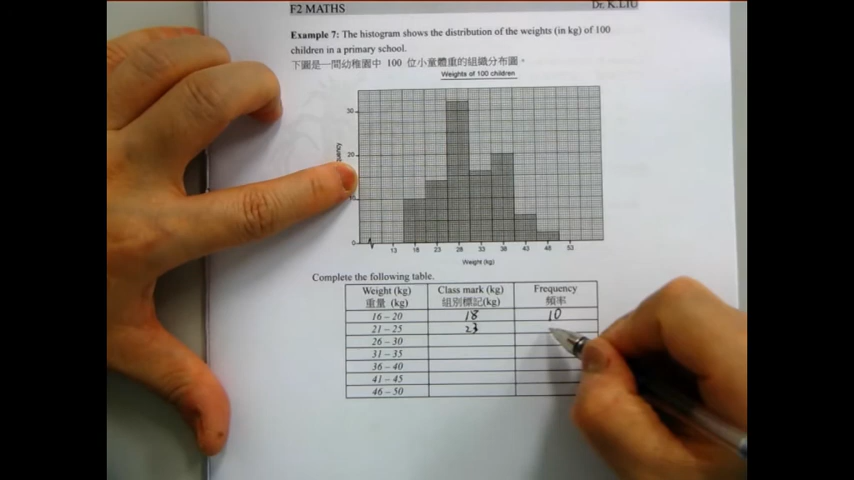 F2 MATHS Dr. K.LIU
Example 7: The histogram shows the distribution of the weights (in kg) of 100
children in a primary school.
下圖是一間幼稚園中 100 位小童體重的組織分布圖。
Weights of 100 children
30
20
10
0
13 18 23 28 33 38 43 48 53
Weight (kg)
Complete the following table.
Weight (kg) Class mark (kg) Frequency
重量 (kg) 組別標記(kg) 頻率
16 – 20 18 10
21 – 25 23
26 – 30
31 – 35
36 – 40
41 – 45
46 – 50